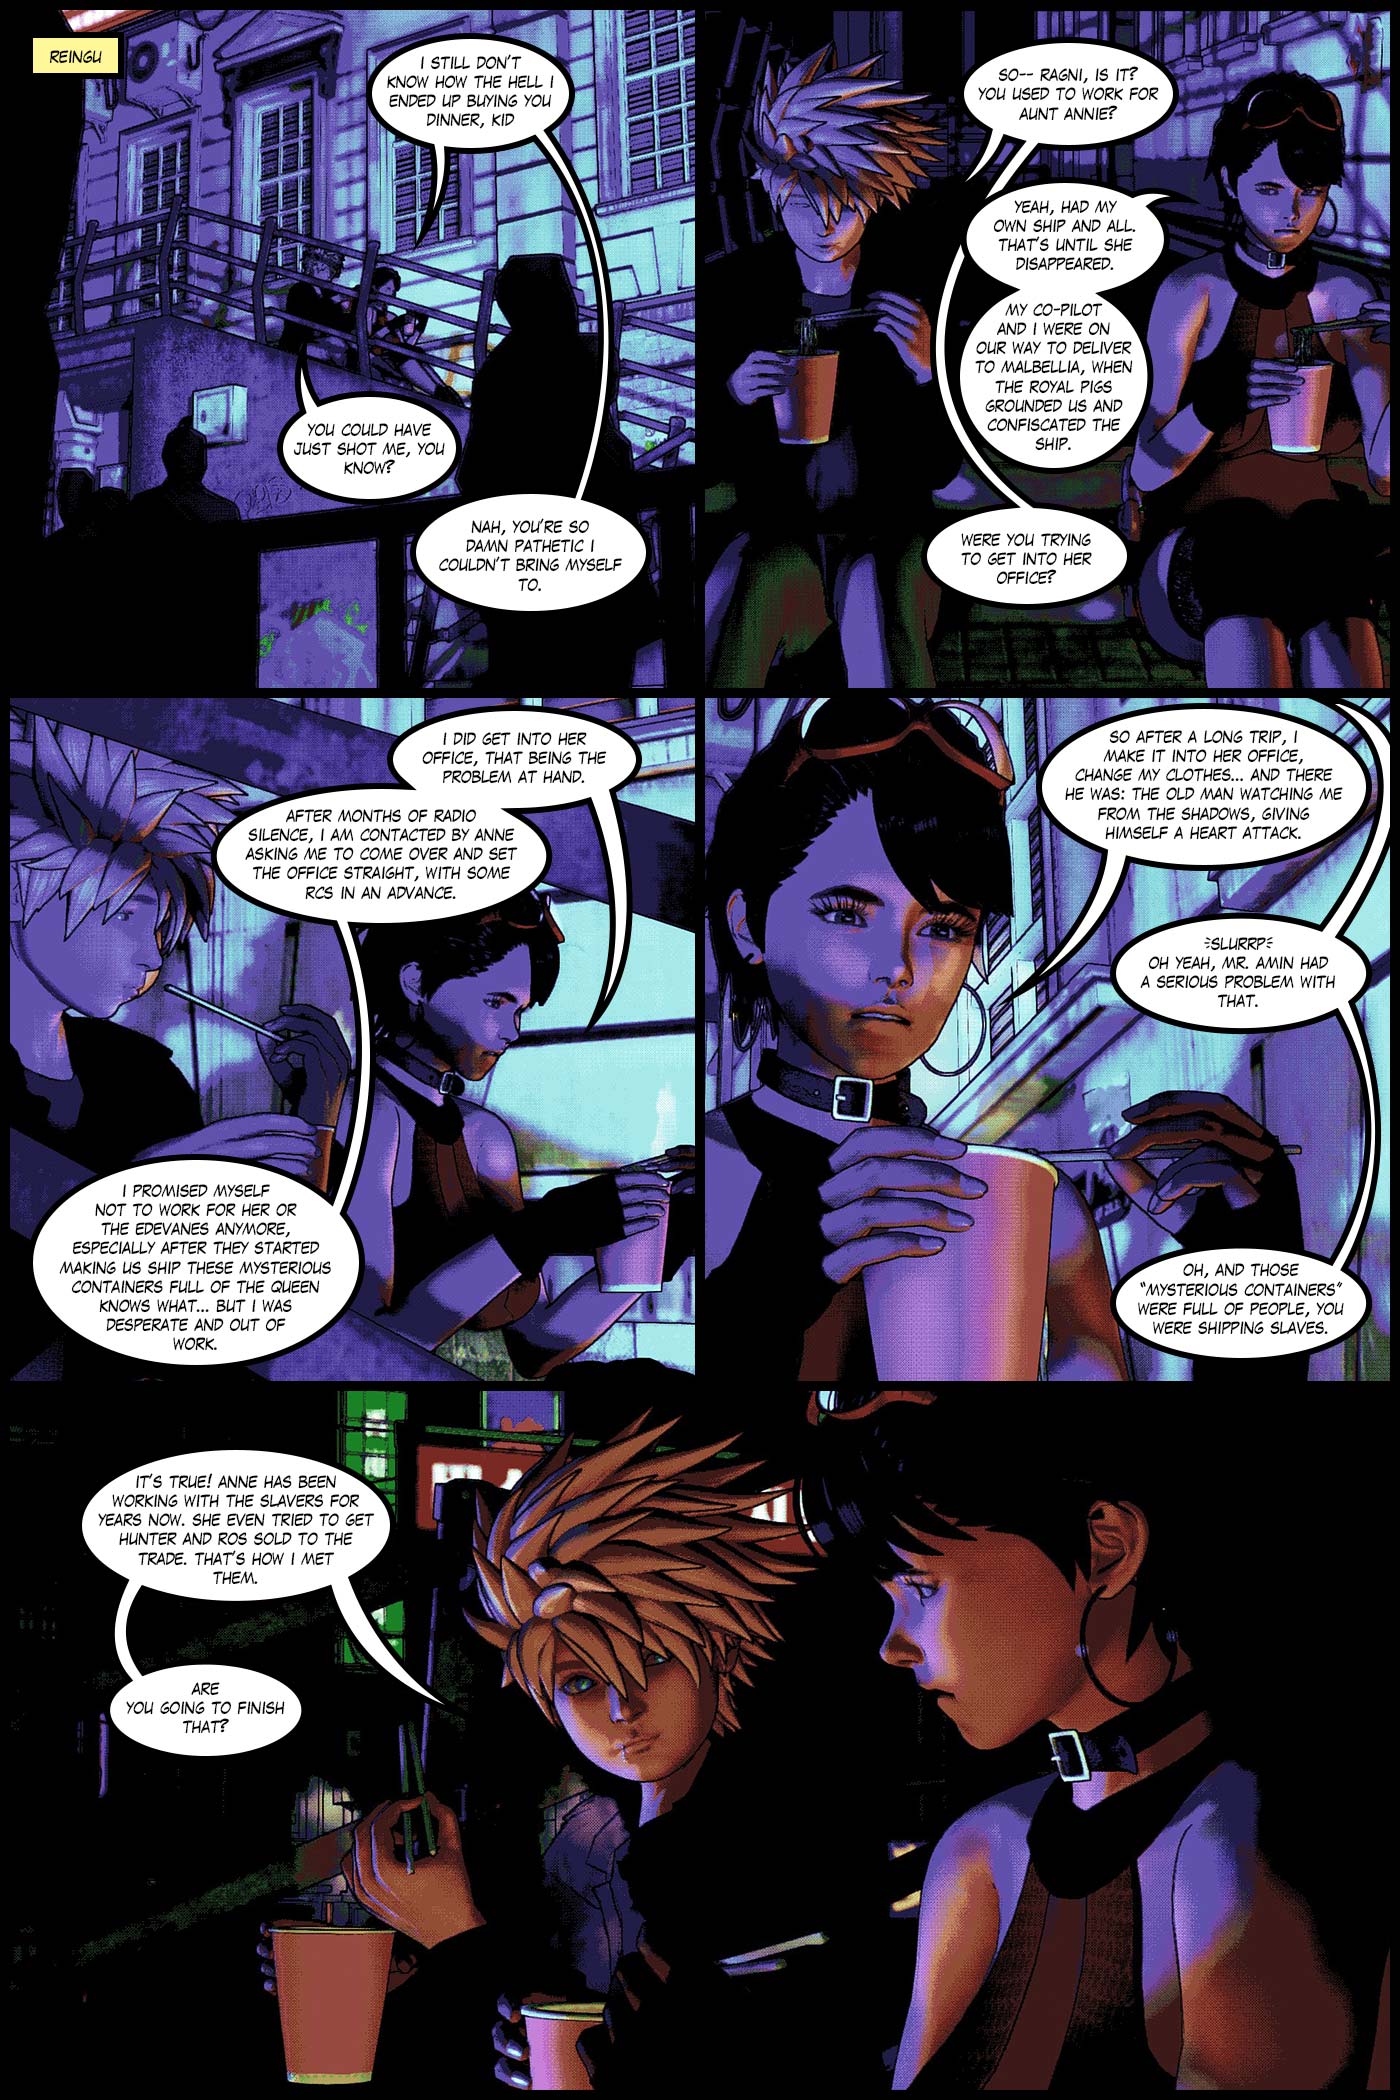 REINGU
I STILL DON'T
KNOW HOW THE HELL I
ENDED UP BUYING YOU
DINNER, KID
YOU COULD HAVE
JUST SHOT ME, YOU
KNOW?
NAH, YOU'RE SO
DAMN PATHETIC I
COULDN'T BRING MYSELF
TO.
SO-- RAGNI, IS IT?
YOU USED TO WORK FOR
AUNT ANNIE?
YEAH, HAD MY
OWN SHIP AND ALL.
THAT'S UNTIL SHE
DISAPPEARED.
MY CO-PILOT
AND I WERE ON
OUR WAY TO DELIVER
TO MALBELLIA, WHEN
THE ROYAL PIGS
GROUNDED US AND
CONFISCATED THE
SHIP.
WERE YOU TRYING
TO GET INTO HER
OFFICE?
I DID GET INTO HER
OFFICE, THAT BEING THE
PROBLEM AT HAND.
AFTER MONTHS OF RADIO
SILENCE, I AM CONTACTED BY ANNE
ASKING ME TO COME OVER AND SET
THE OFFICE STRAIGHT, WITH SOME
RCS IN AN ADVANCE.
I PROMISED MYSELF
NOT TO WORK FOR HER OR
THE EDEVANES ANYMORE,
ESPECIALLY AFTER THEY STARTED
MAKING US SHIP THESE MYSTERIOUS
CONTAINERS FULL OF THE QUEEN
KNOWS WHAT... BUT I WAS
DESPERATE AND OUT OF
WORK.
SO AFTER A LONG TRIP, I
MAKE IT INTO HER OFFICE,
CHANGE MY CLOTHES... AND THERE
HE WAS: THE OLD MAN WATCHING ME
FROM THE SHADOWS, GIVING
HIMSELF A HEART ATTACK.
SLURRP
OH YEAH, MR. AMIN HAD
A SERIOUS PROBLEM WITH
THAT.
OH, AND THOSE
"MYSTERIOUS CONTAINERS"
WERE FULL OF PEOPLE, YOU
WERE SHIPPING SLAVES.
IT'S TRUE! ANNE HAS BEEN
WORKING WITH THE SLAVERS FOR
YEARS NOW. SHE EVEN TRIED TO GET
HUNTER AND ROS SOLD TO THE
TRADE. THAT'S HOW I MET
THEM.
ARE
YOU GOING TO FINISH
THAT?